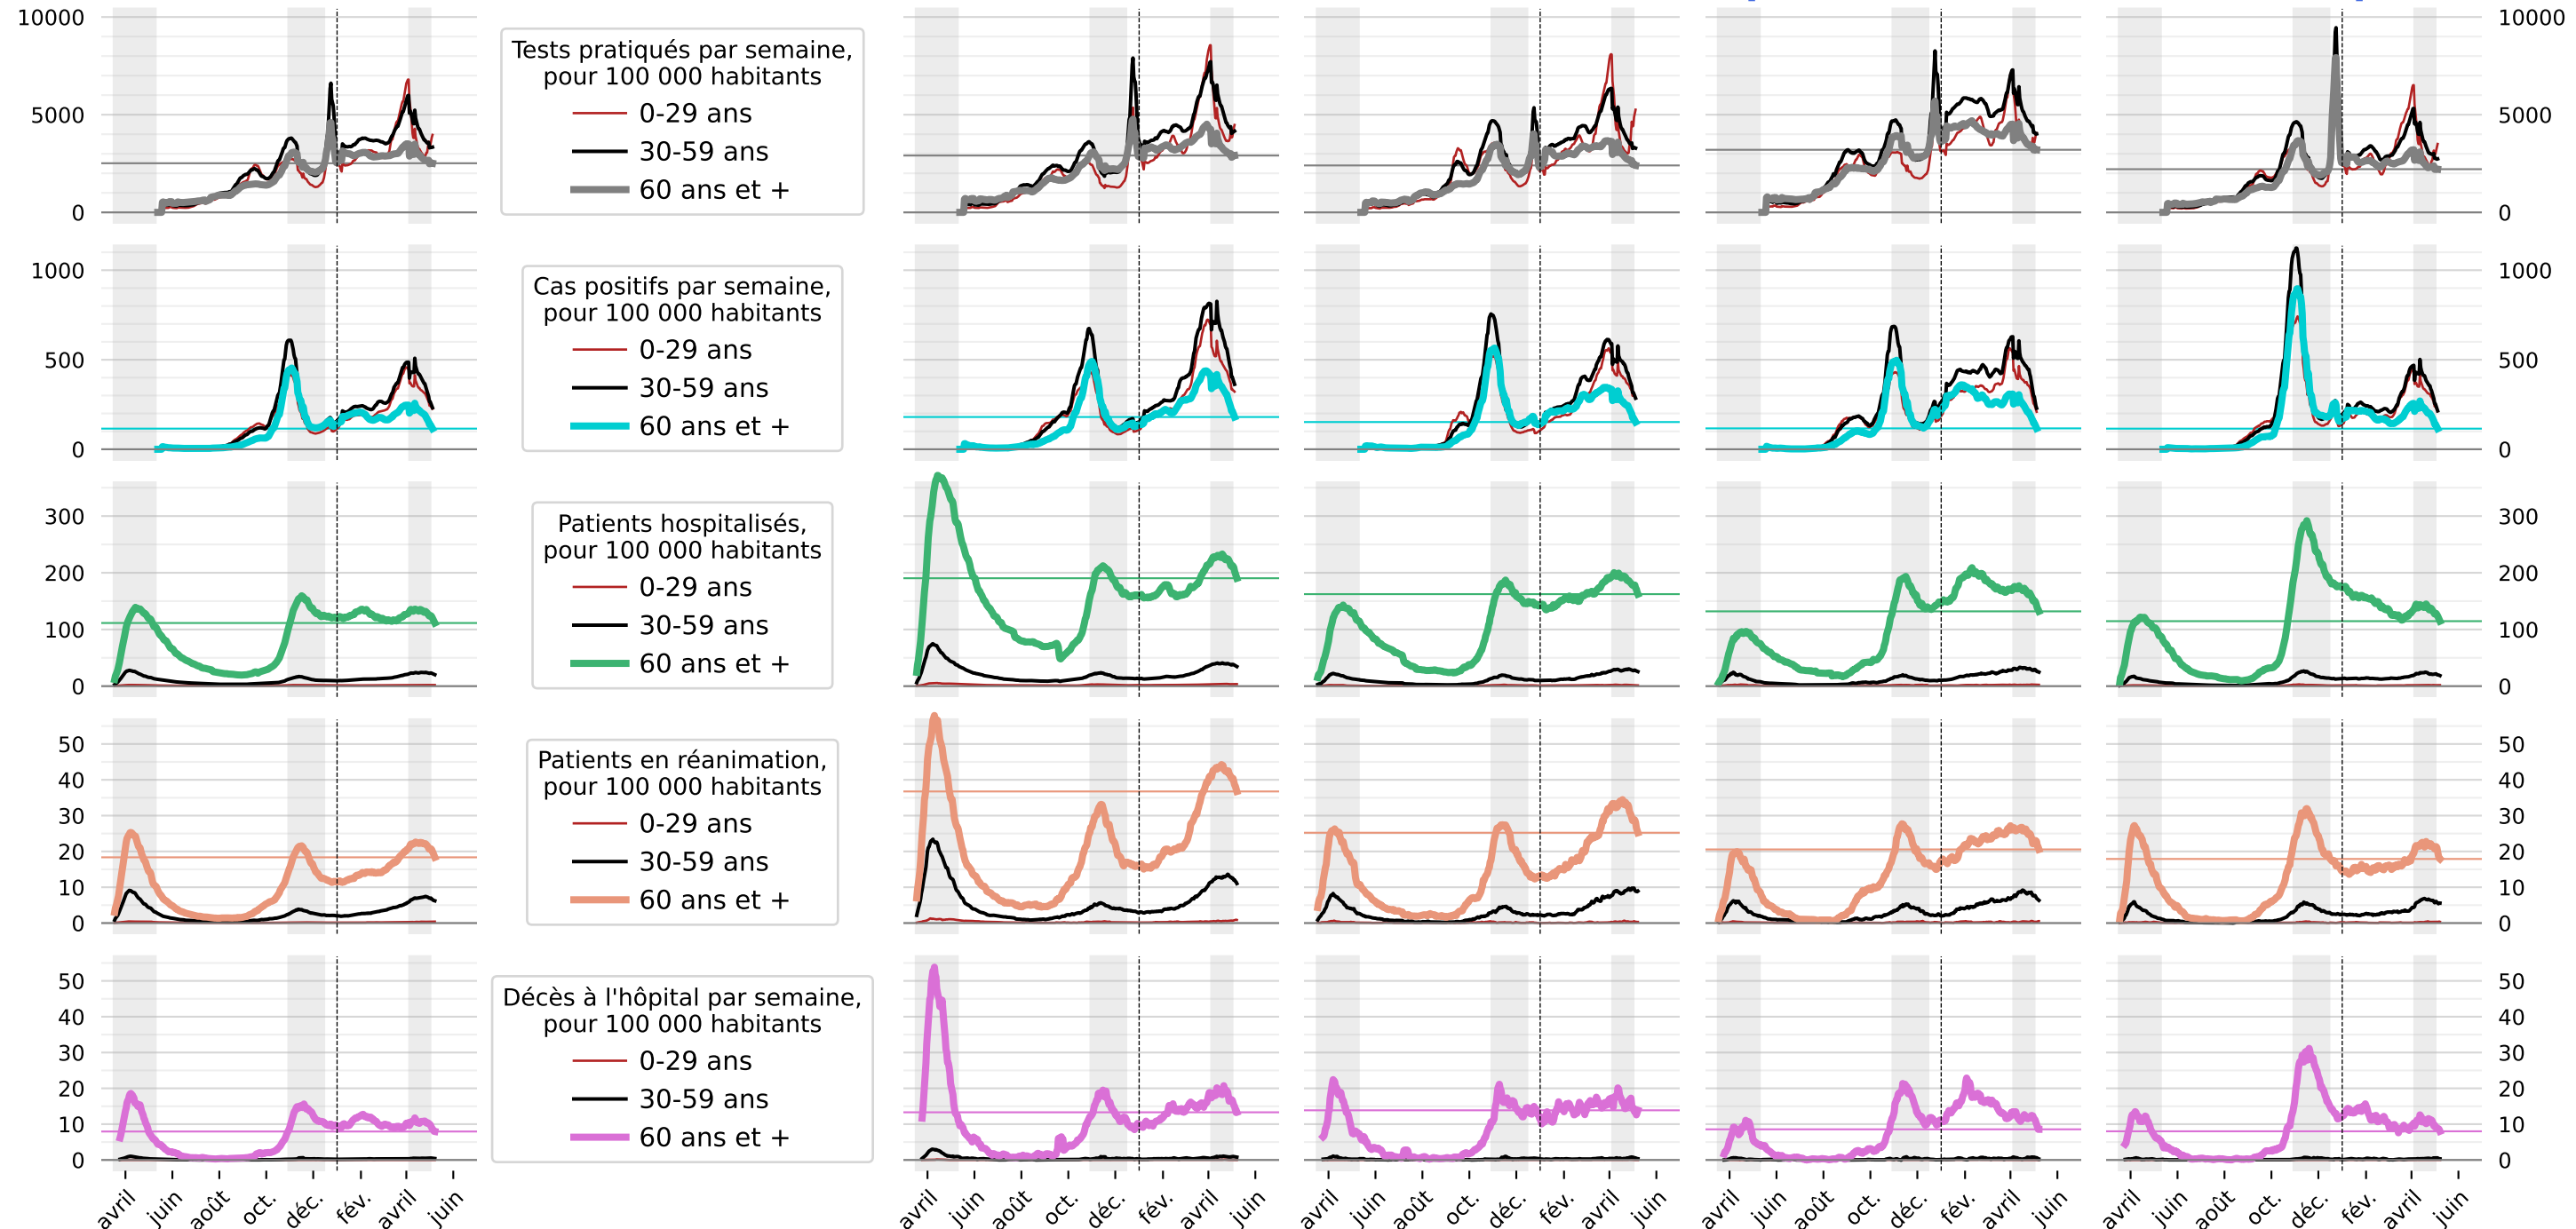 10000
5000
0
Tests pratiqués par semaine,
pour 100 000 habitants
0-29 ans
30-59 ans
60 ans et +
10000
5000
0
1000
500
0
Cas positifs par semaine,
pour 100 000 habitants
0-29 ans
30-59 ans
60 ans et +
1000
500
0
300
200
100
0
Patients hospitalisés,
pour 100 000 habitants
0-29 ans
30-59 ans
60 ans et +
300
200
100
0
50
40
30
20
10
0
Patients en réanimation,
pour 100 000 habitants
0-29 ans
30-59 ans
60 ans et +
50
40
30
20
10
0
50
40
30
20
10
0
Décès à l'hôpital par semaine,
pour 100 000 habitants
0-29 ans
30-59 ans
60 ans et +
50
40
30
20
10
0
avril juin août oct. déc. fév. avril juin
avril juin août oct. déc. fév. avril juin
avril juin août oct. déc. fév. avril juin
avril juin août oct. déc. fév. avril juin
avril juin août oct. déc. fév. avril juin